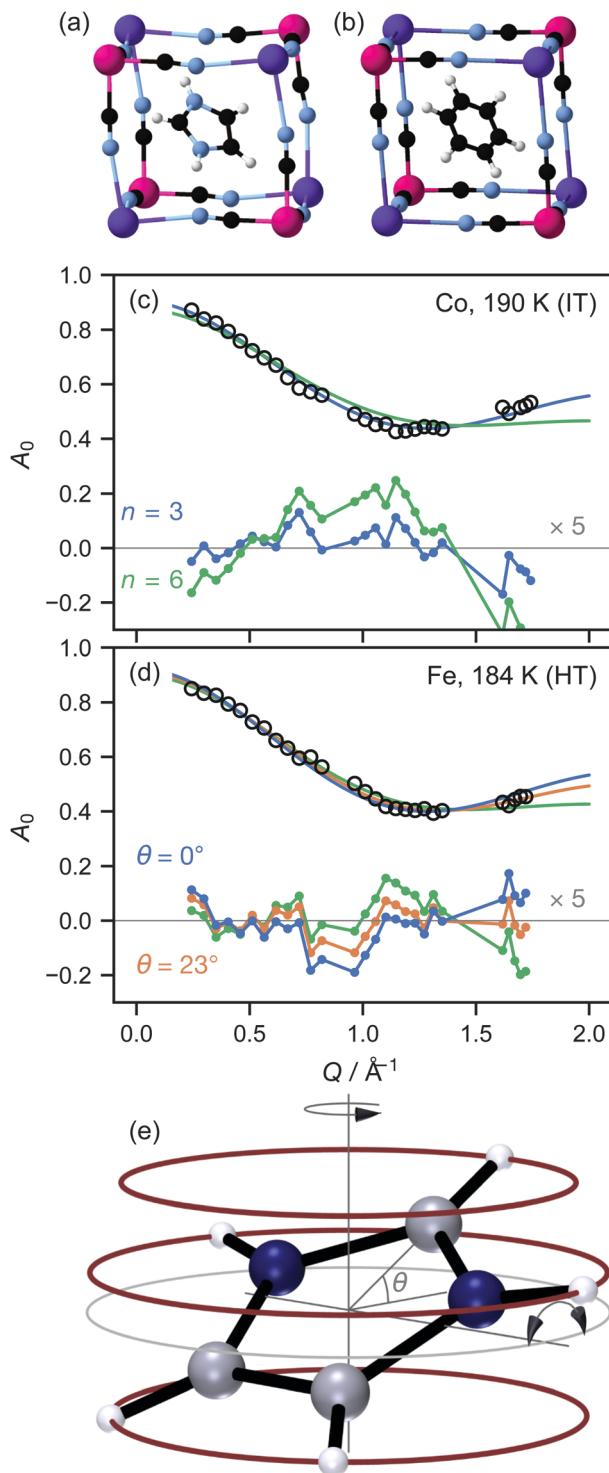 (a)
(b)
(c)
Co, 190 K (IT)
1.0
0.8
0.6
0.4
0.2
0.0
−0.2
A₀
n = 3
n = 6
× 5
(d)
Fe, 184 K (HT)
1.0
0.8
0.6
0.4
0.2
0.0
−0.2
A₀
θ = 0°
θ = 23°
× 5
0.0 0.5 1.0 1.5 2.0
Q / Å⁻¹
(e)
θ